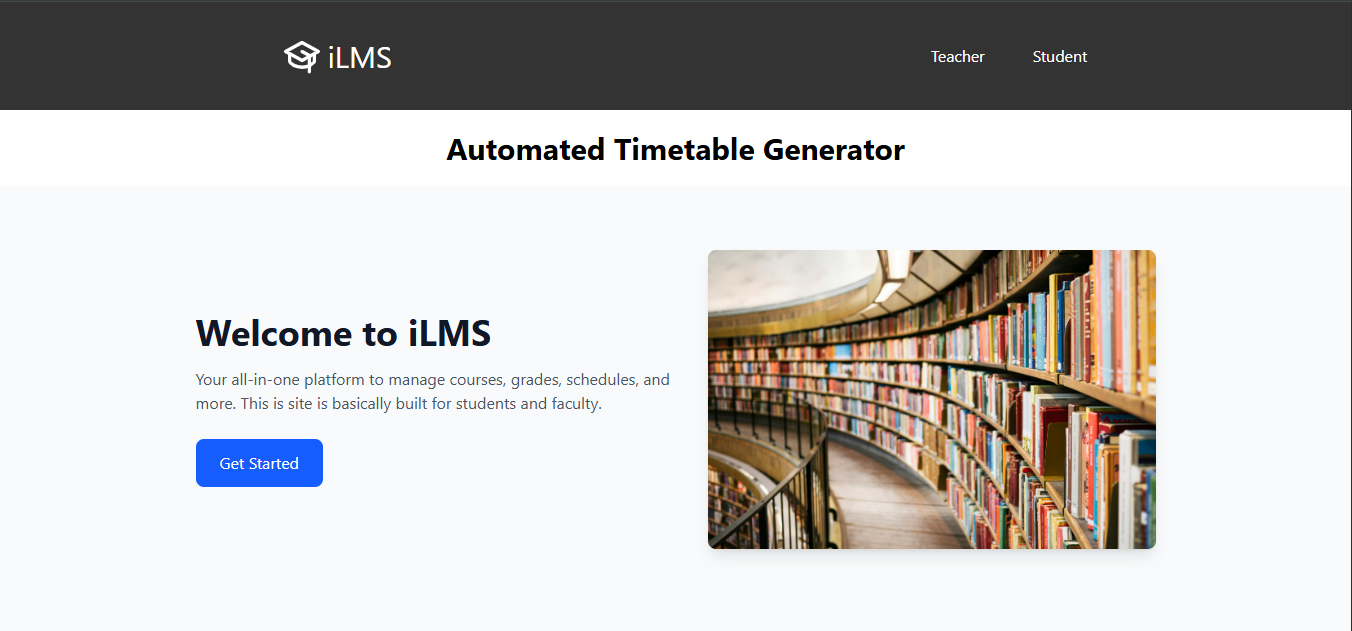 iLMS
Teacher
Student
Automated Timetable Generator
Welcome to iLMS
Your all-in-one platform to manage courses, grades, schedules, and
more. This is site is basically built for students and faculty.
Get Started